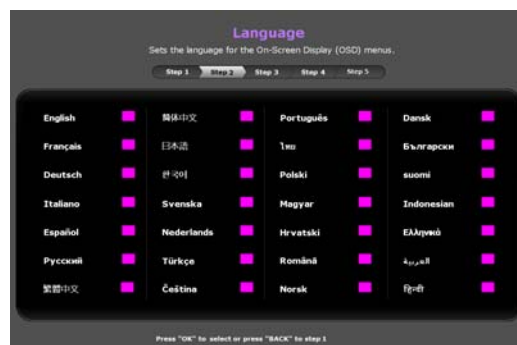 Language
Sets the language for the On-Screen Display (OSD) menus.
Step 1 Step 2 Step 3 Step 4 Step 5
English 简体中文 Português Dansk
Français 日本語 ไทย Български
Deutsch 한국어 Polski suomi
Italiano Svenska Magyar Indonesian
Español Nederlands Hrvatski Ελληνικά
Русский Türkçe Română العربية
繁體中文 Čeština Norsk हिन्दी
Press "OK" to select or press "BACK" to step 1